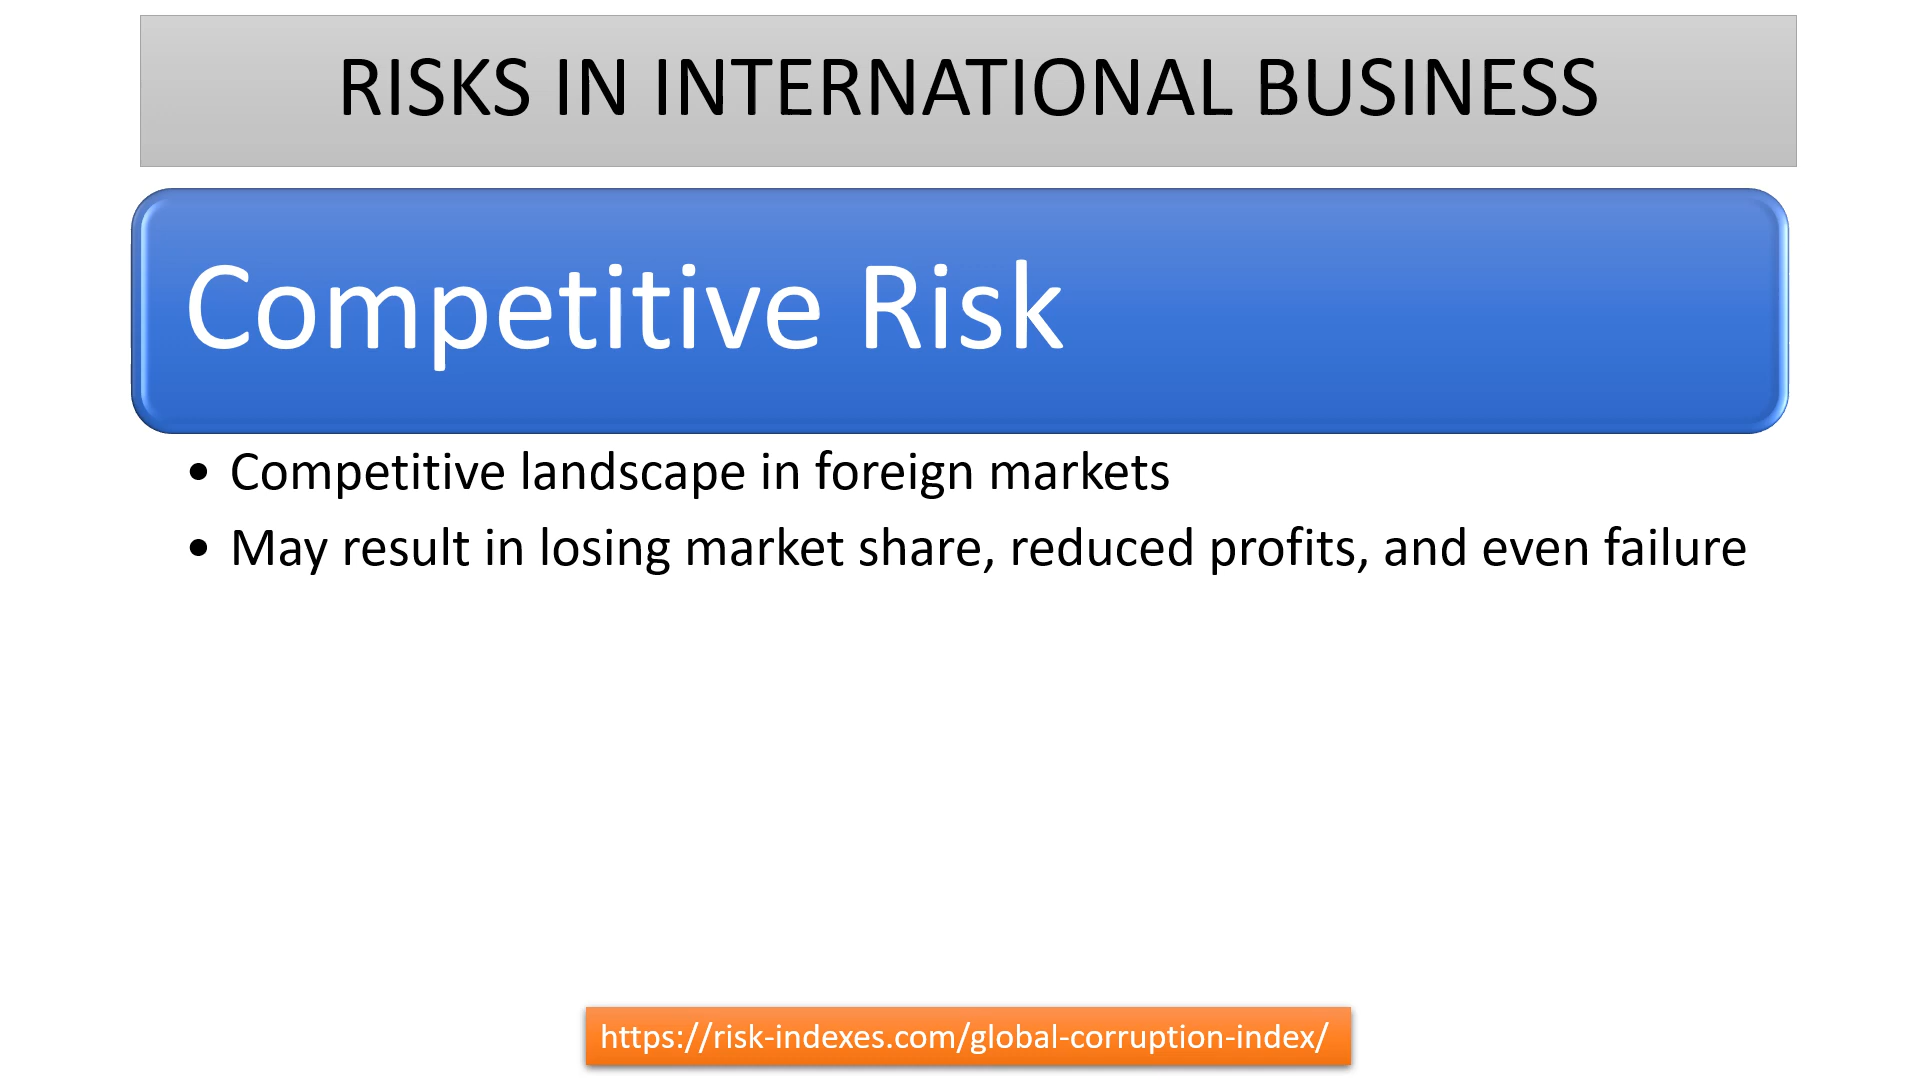 RISKS IN INTERNATIONAL BUSINESS
Competitive Risk
• Competitive landscape in foreign markets
• May result in losing market share, reduced profits, and even failure
https://risk-indexes.com/global-corruption-index/